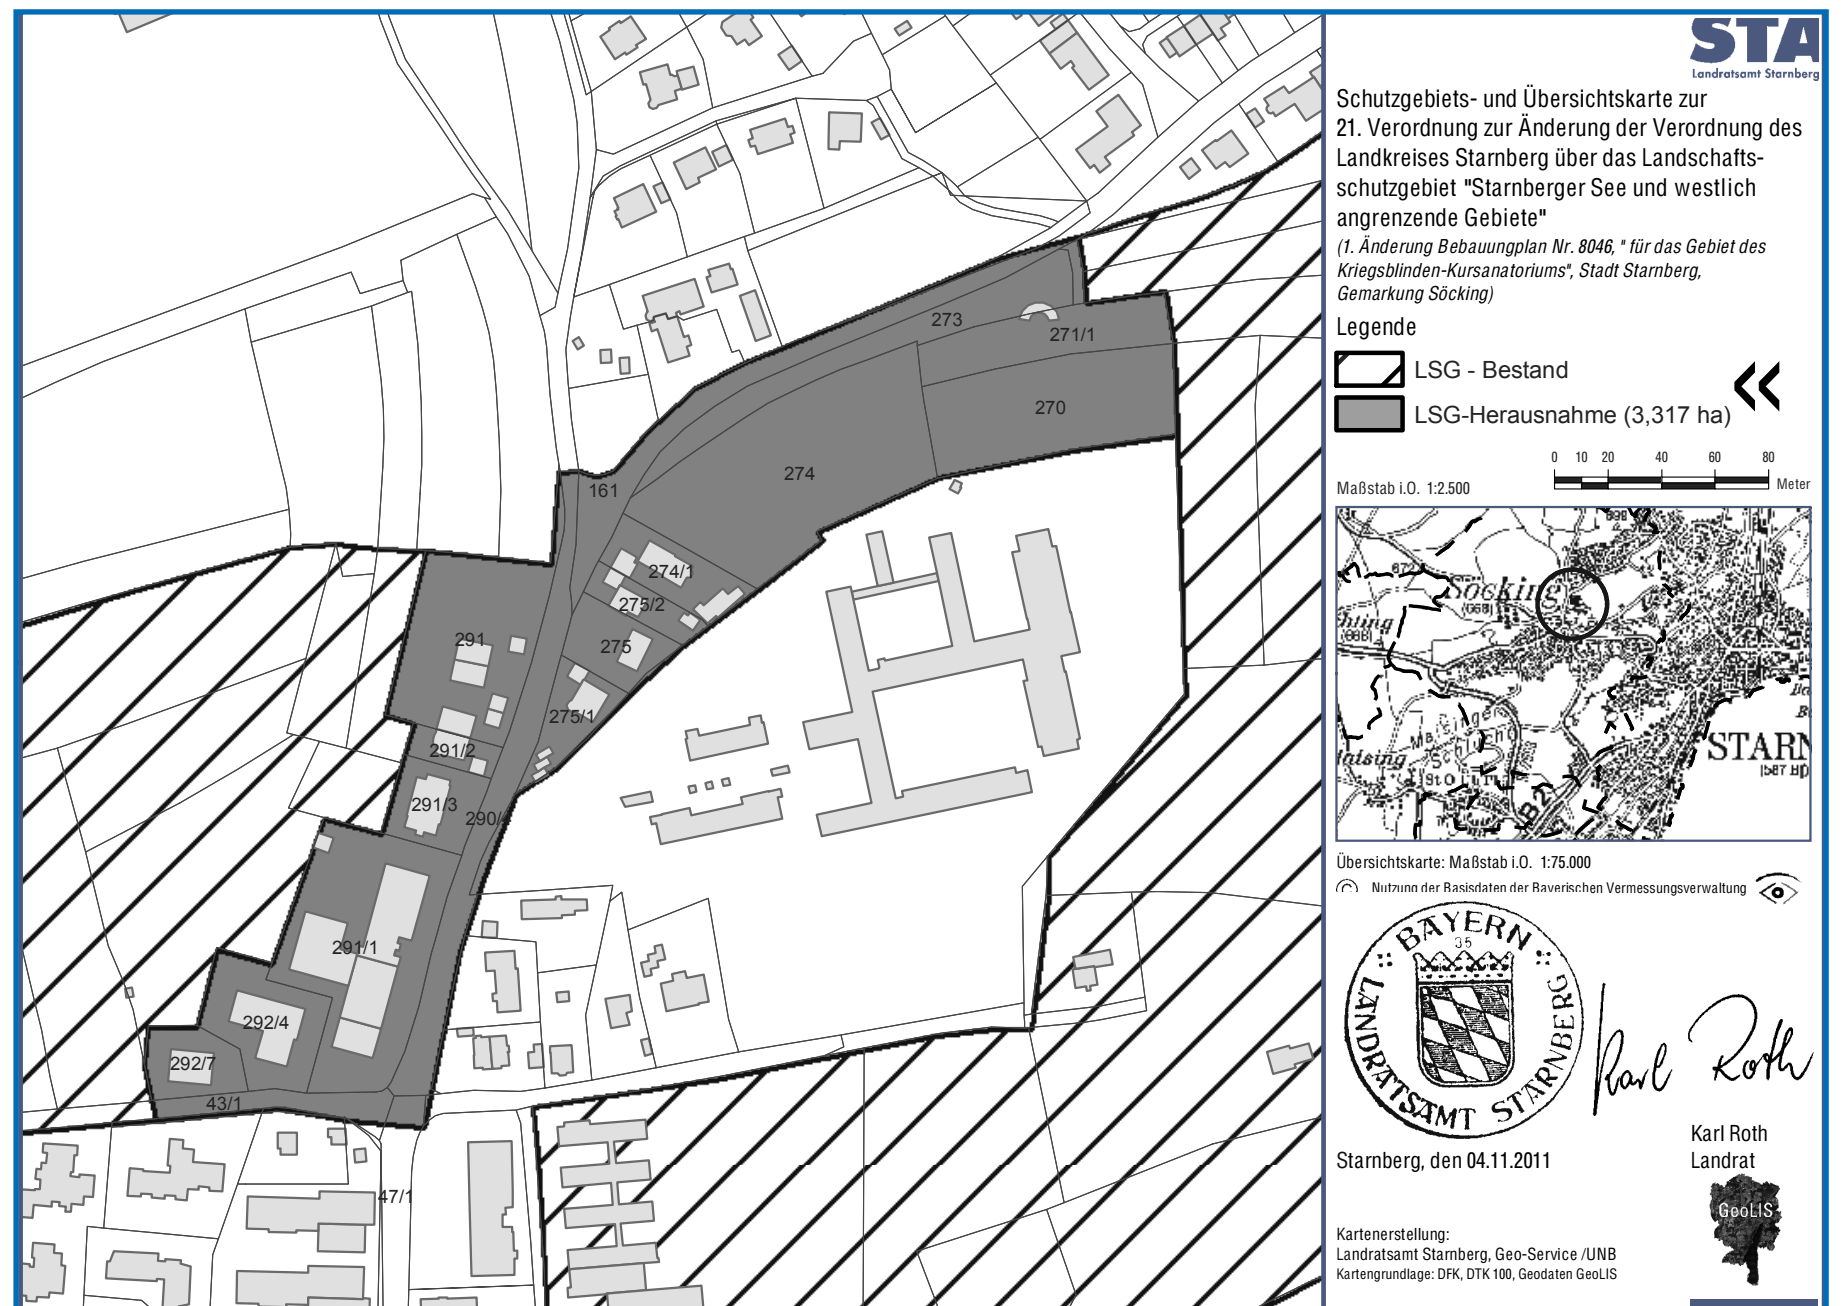 STA
Landratsamt Starnberg
Schutzgebiets- und Übersichtskarte zur
21. Verordnung zur Änderung der Verordnung des
Landkreises Starnberg über das Landschafts-
schutzgebiet "Starnberger See und westlich
angrenzende Gebiete"
(1. Änderung Bebauungplan Nr. 8046, " für das Gebiet des
Kriegsblinden-Kursanatoriums", Stadt Starnberg,
Gemarkung Söcking)
Legende
LSG - Bestand
LSG-Herausnahme (3,317 ha)
0 10 20 40 60 80
Maßstab i.O. 1:2.500
Meter
672
Söcking
(668)
(668)
STARN
B2
Übersichtskarte: Maßstab i.O. 1:75.000
© Nutzung der Basisdaten der Bayerischen Vermessungsverwaltung
BAYERN
35
LANDRATSAMT STARNBERG
Karl Roth
Karl Roth
Landrat
Starnberg, den 04.11.2011
GeoLIS
Kartenerstellung:
Landratsamt Starnberg, Geo-Service /UNB
Kartengrundlage: DFK, DTK 100, Geodaten GeoLIS
273
271/1
270
274
161
274/1
275/2
275
275/1
291
291/2
291/3
290/
291/1
292/4
292/7
43/1
47/1